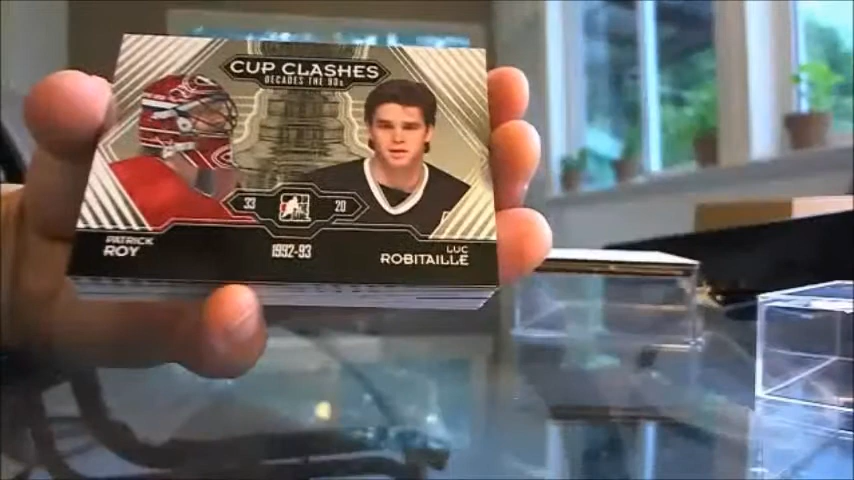 CUP CLASHES
DECADES THE 90s
33 20
PATRICK
ROY
1992-93
LUC
ROBITAILLE